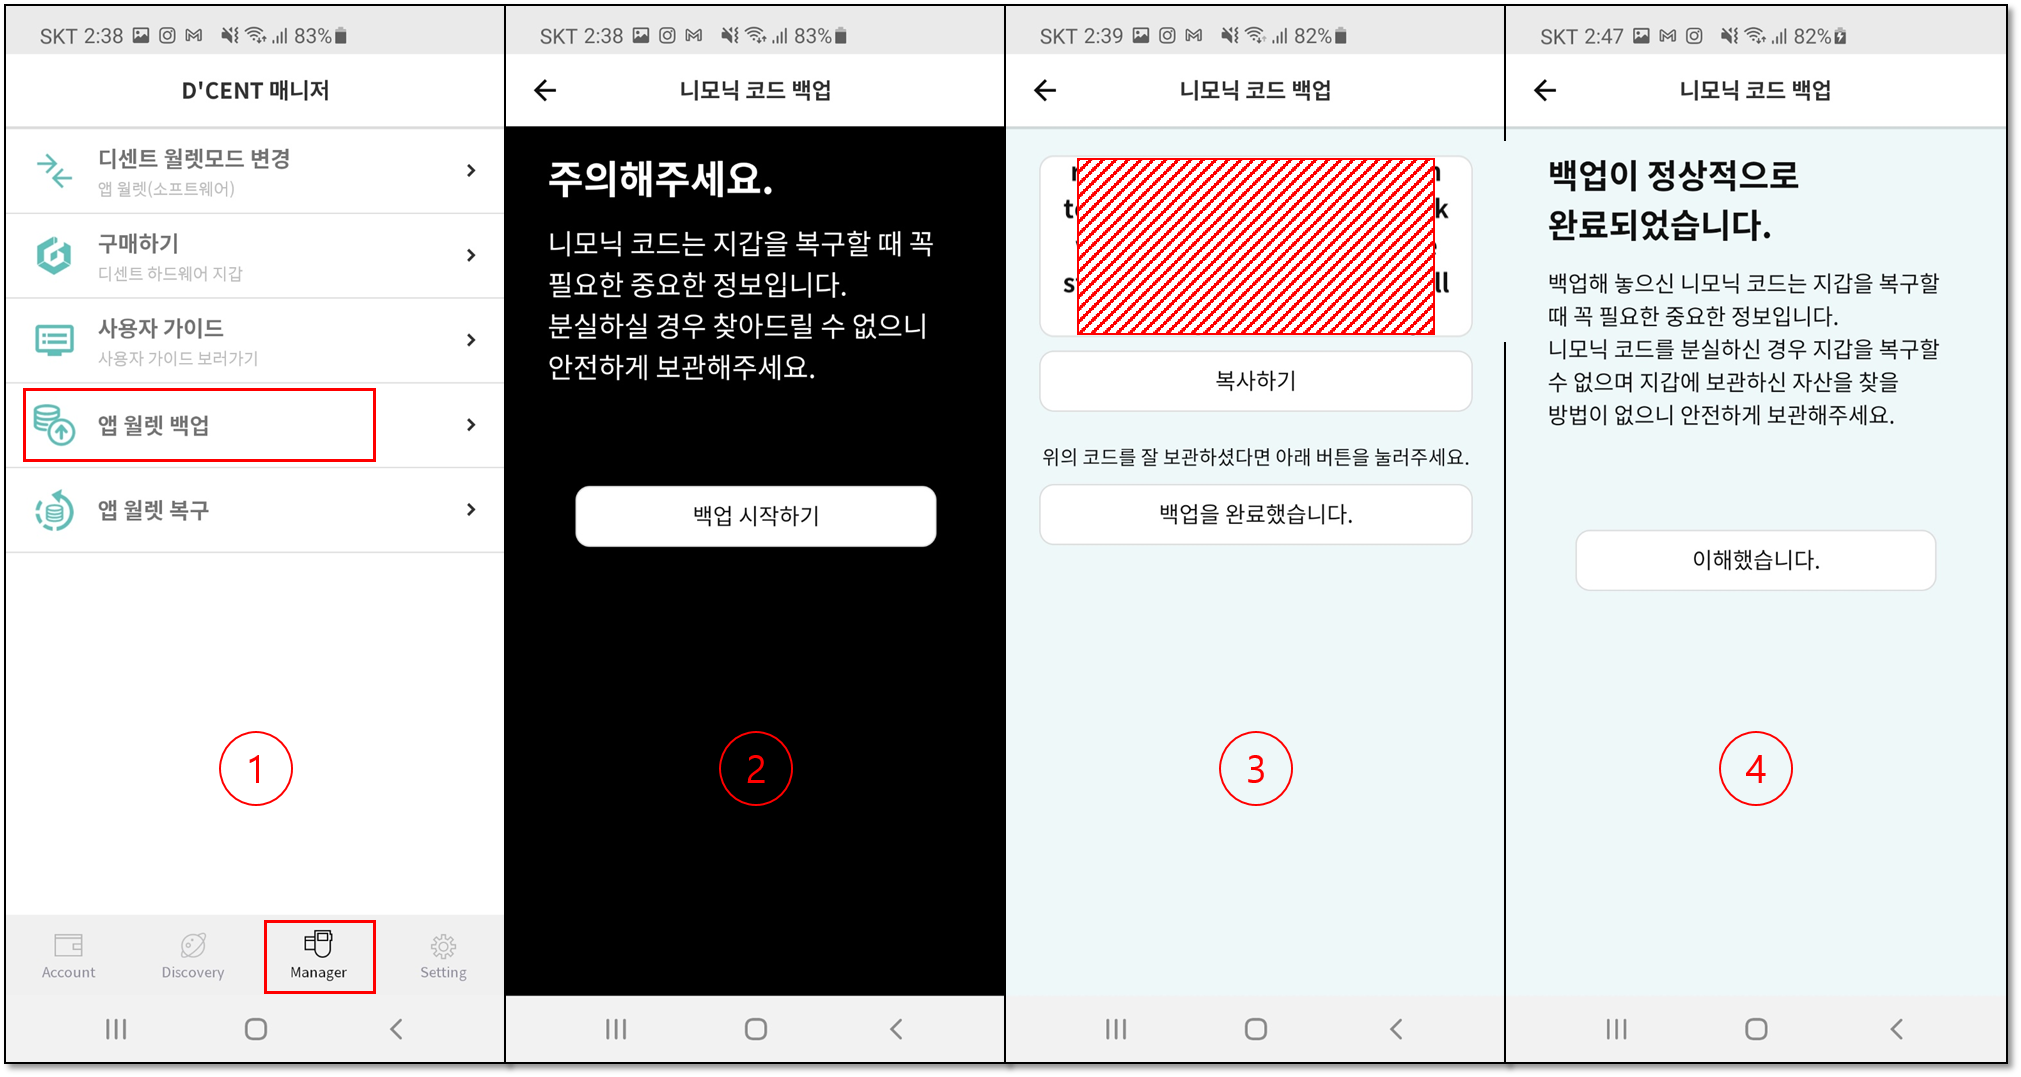 SKT 2:38 83%
D'CENT 매니저
디센트 월렛모드 변경
앱 월렛(소프트웨어)
구매하기
디센트 하드웨어 지갑
사용자 가이드
사용자 가이드 보러가기
앱 월렛 백업
앱 월렛 복구
1
Account Discovery Manager Setting
SKT 2:38 83%
니모닉 코드 백업
주의해주세요.
니모닉 코드는 지갑을 복구할 때 꼭
필요한 중요한 정보입니다.
분실하실 경우 찾아드릴 수 없으니
안전하게 보관해주세요.
백업 시작하기
2
SKT 2:39 82%
니모닉 코드 백업
복사하기
위의 코드를 잘 보관하셨다면 아래 버튼을 눌러주세요.
백업을 완료했습니다.
3
SKT 2:47 82%
니모닉 코드 백업
백업이 정상적으로
완료되었습니다.
백업해 놓으신 니모닉 코드는 지갑을 복구할
때 꼭 필요한 중요한 정보입니다.
니모닉 코드를 분실하신 경우 지갑을 복구할
수 없으며 지갑에 보관하신 자산을 찾을
방법이 없으니 안전하게 보관해주세요.
이해했습니다.
4